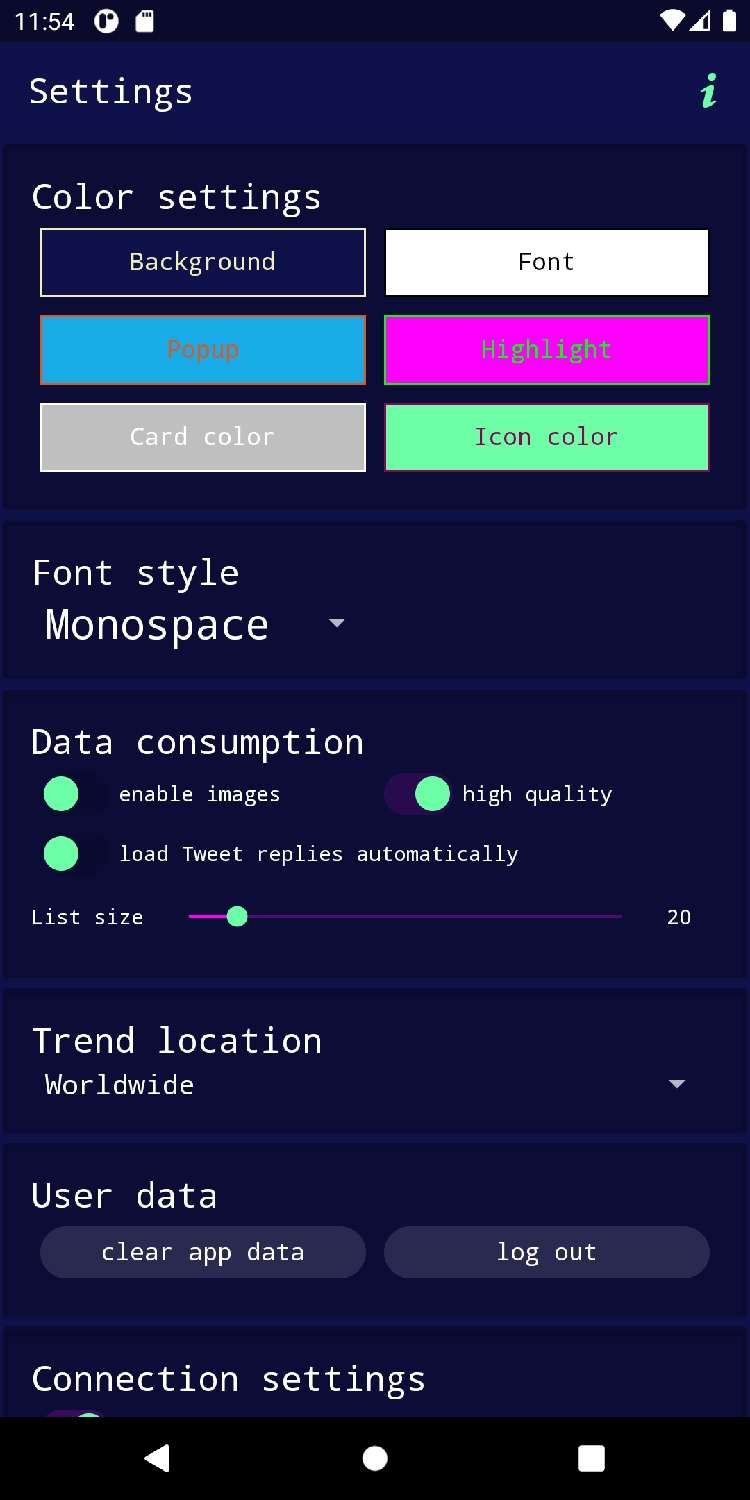 11:54
Settings
Color settings
Background
Font
Popup
Highlight
Card color
Icon color
Font style
Monospace
Data consumption
enable images
high quality
load Tweet replies automatically
List size
20
Trend location
Worldwide
User data
clear app data
log out
Connection settings